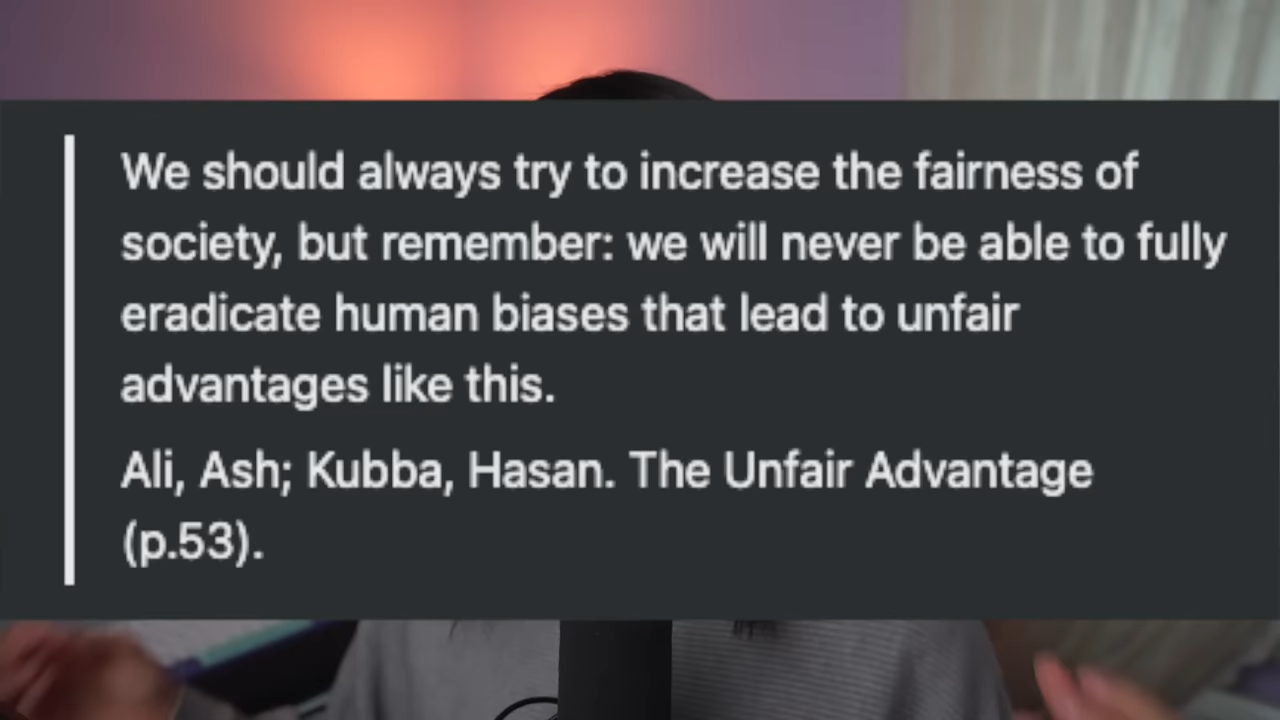 We should always try to increase the fairness of
society, but remember: we will never be able to fully
eradicate human biases that lead to unfair
advantages like this.
Ali, Ash; Kubba, Hasan. The Unfair Advantage
(p.53).